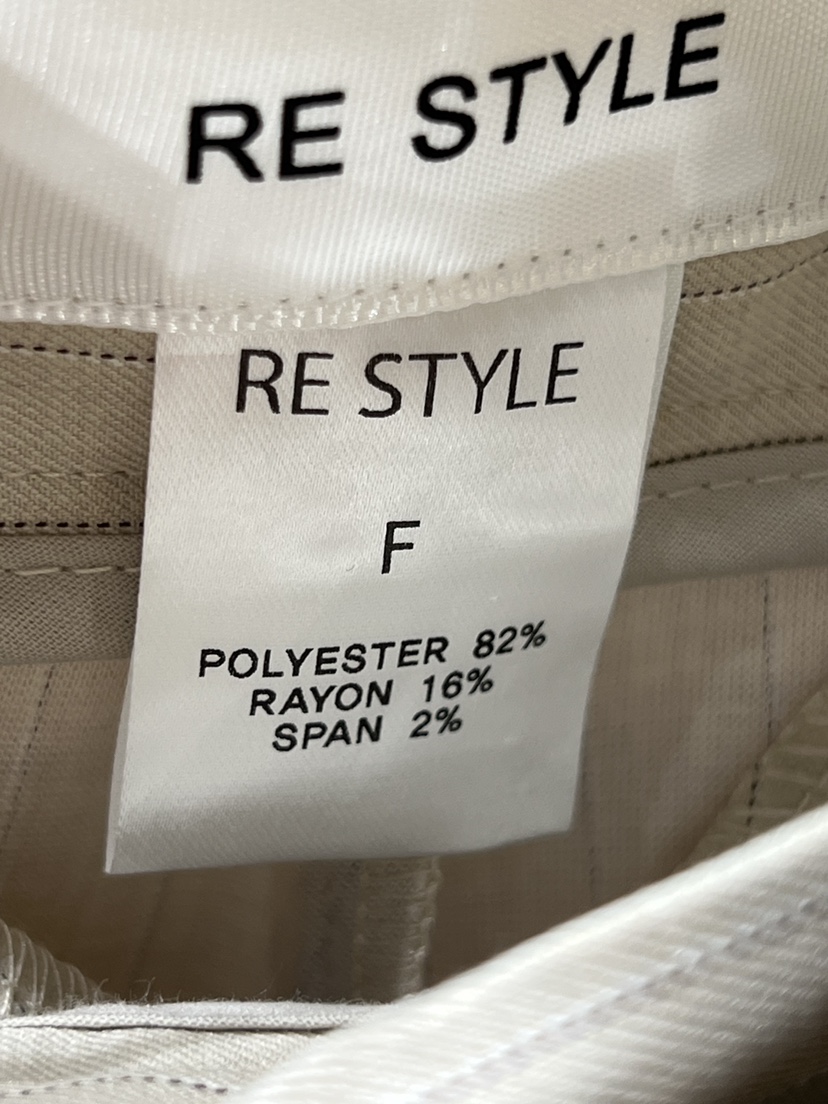 RE STYLE
RE STYLE
F
POLYESTER 82%
RAYON 16%
SPAN 2%